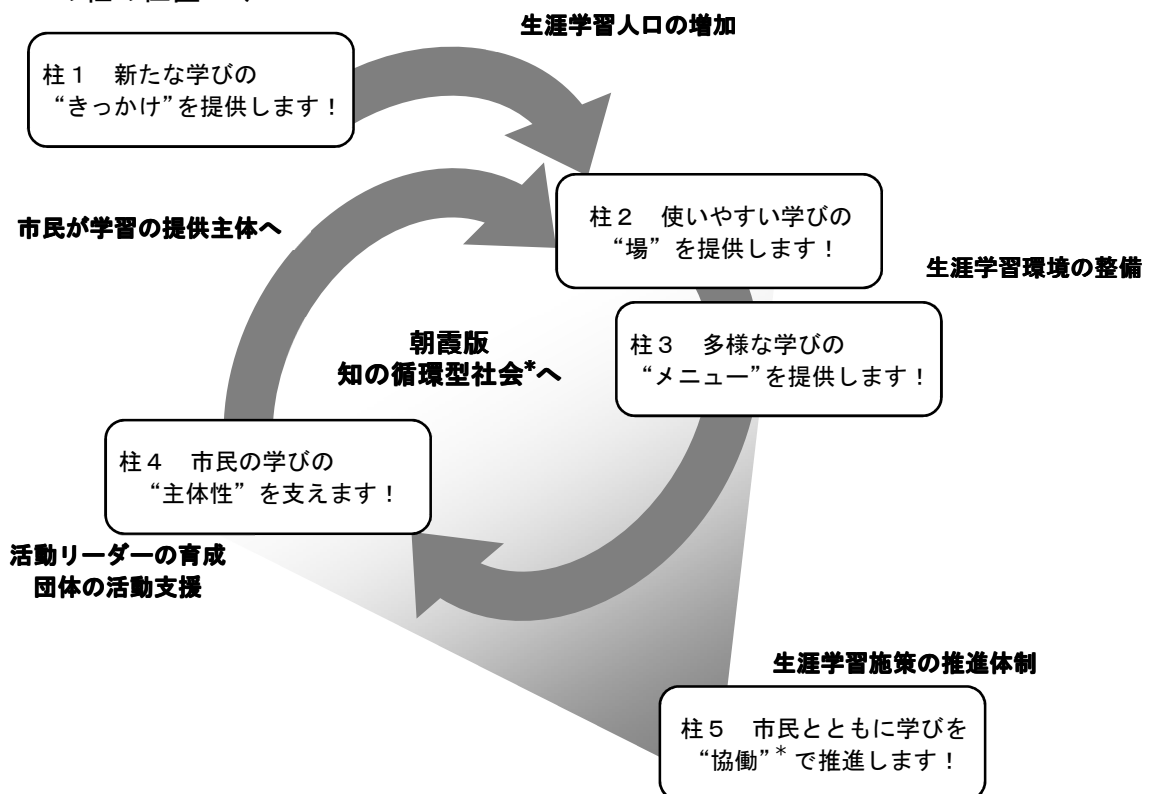 生涯学習人口の増加
柱１　新たな学びの
“きっかけ”を提供します！
市民が学習の提供主体へ
柱２　使いやすい学びの
“場” を提供します！
生涯学習環境の整備
朝霞版
知の循環型社会*へ
柱３　多様な学びの
“メニュー”を提供します！
柱４　市民の学びの
“主体性” を支えます！
活動リーダーの育成
団体の活動支援
生涯学習施策の推進体制
柱５　市民とともに学びを
“協働”* で推進します！